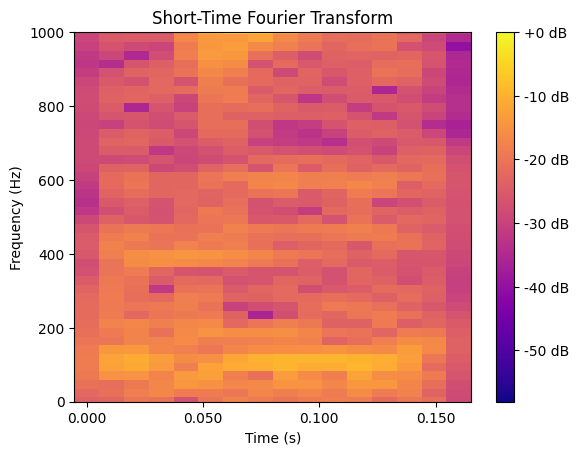 Short-Time Fourier Transform
1000
800
600
400
200
0
Frequency (Hz)
0.000
0.050
0.100
0.150
Time (s)
+0 dB
-10 dB
-20 dB
-30 dB
-40 dB
-50 dB